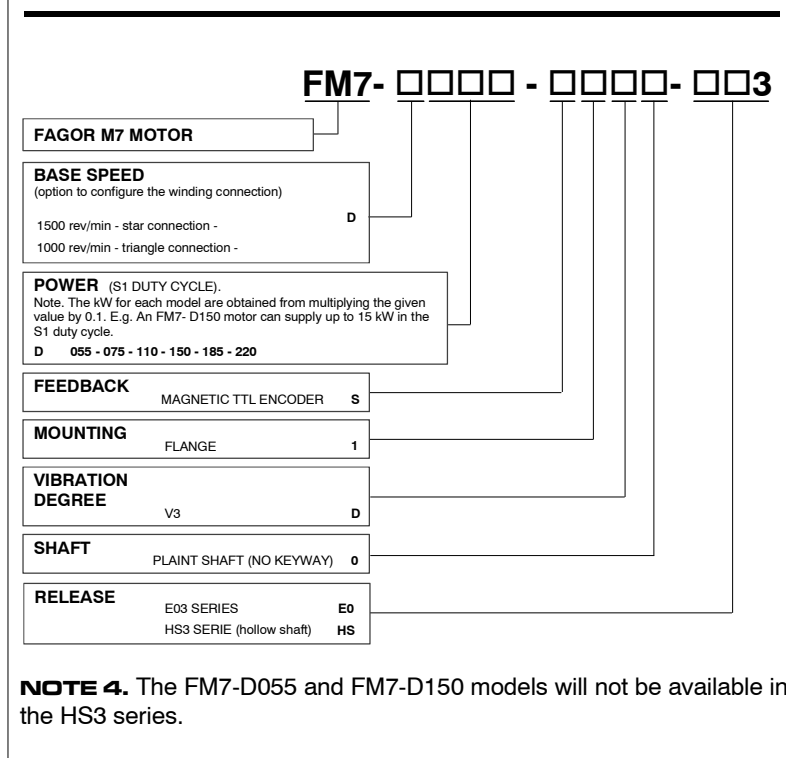 FM7- □□□□ - □□□□- □□3
FAGOR M7 MOTOR
BASE SPEED
(option to configure the winding connection)
D
1500 rev/min - star connection -
1000 rev/min - triangle connection -
POWER (S1 DUTY CYCLE).
Note. The kW for each model are obtained from multiplying the given
value by 0.1. E.g. An FM7- D150 motor can supply up to 15 kW in the
S1 duty cycle.
D 055 - 075 - 110 - 150 - 185 - 220
FEEDBACK
MAGNETIC TTL ENCODER S
MOUNTING
FLANGE 1
VIBRATION
DEGREE
V3 D
SHAFT
PLAINT SHAFT (NO KEYWAY) 0
RELEASE
E03 SERIES E0
HS3 SERIE (hollow shaft) HS
NOTE 4. The FM7-D055 and FM7-D150 models will not be available in
the HS3 series.